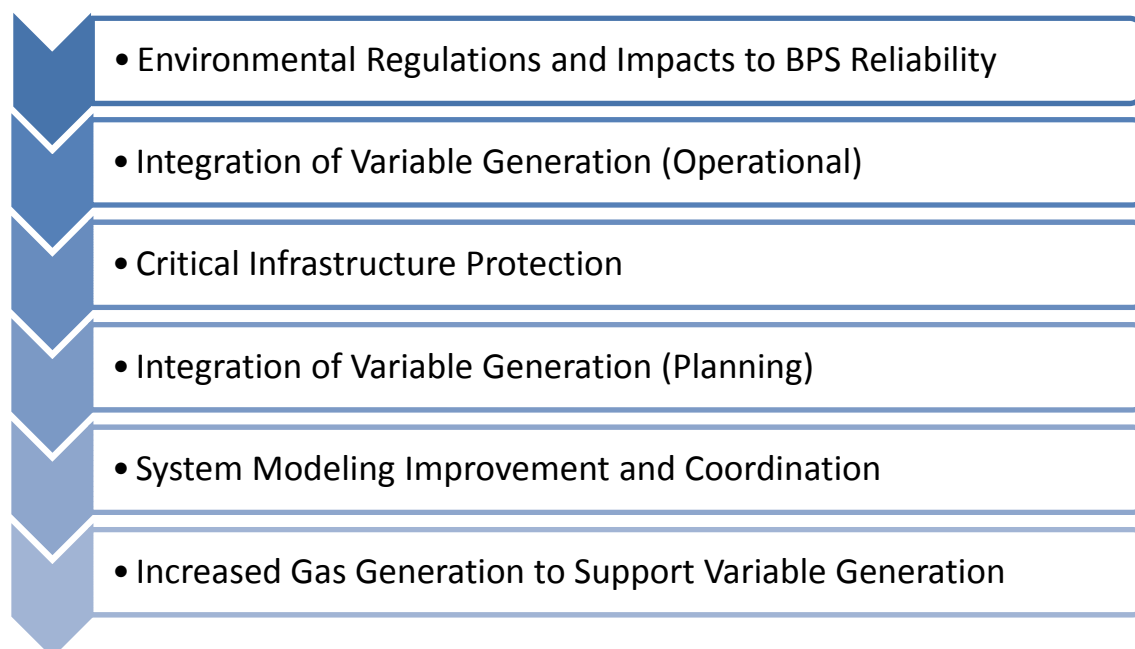 • Environmental Regulations and Impacts to BPS Reliability
• Integration of Variable Generation (Operational)
• Critical Infrastructure Protection
• Integration of Variable Generation (Planning)
• System Modeling Improvement and Coordination
• Increased Gas Generation to Support Variable Generation